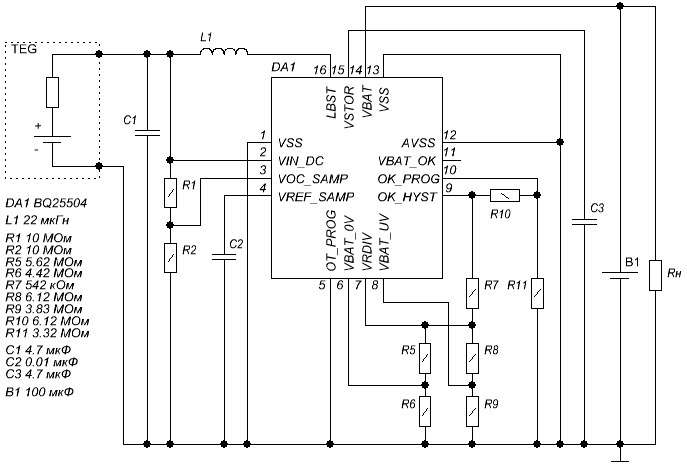 TEG
+
-
L1
C1
R1
R2
C2
DA1
16 15 14 13
LBST
VSTOR
VBAT
VSS
1 VSS
2 VIN_DC
3 VOC_SAMP
4 VREF_SAMP
AVSS 12
VBAT_OK 11
OK_PROG 10
OK_HYST 9
OT_PROG
VBAT_0V
VRDIV
VBAT_UV
5 6 7 8
R10
R7
R11
R5
R8
R6
R9
C3
B1
Rн
DA1 BQ25504
L1 22 мкГн
R1 10 МОм
R2 10 МОм
R5 5.62 МОм
R6 4.42 МОм
R7 542 кОм
R8 6.12 МОм
R9 3.83 МОм
R10 6.12 МОм
R11 3.32 МОм
C1 4.7 мкФ
C2 0.01 мкФ
C3 4.7 мкФ
B1 100 мкФ